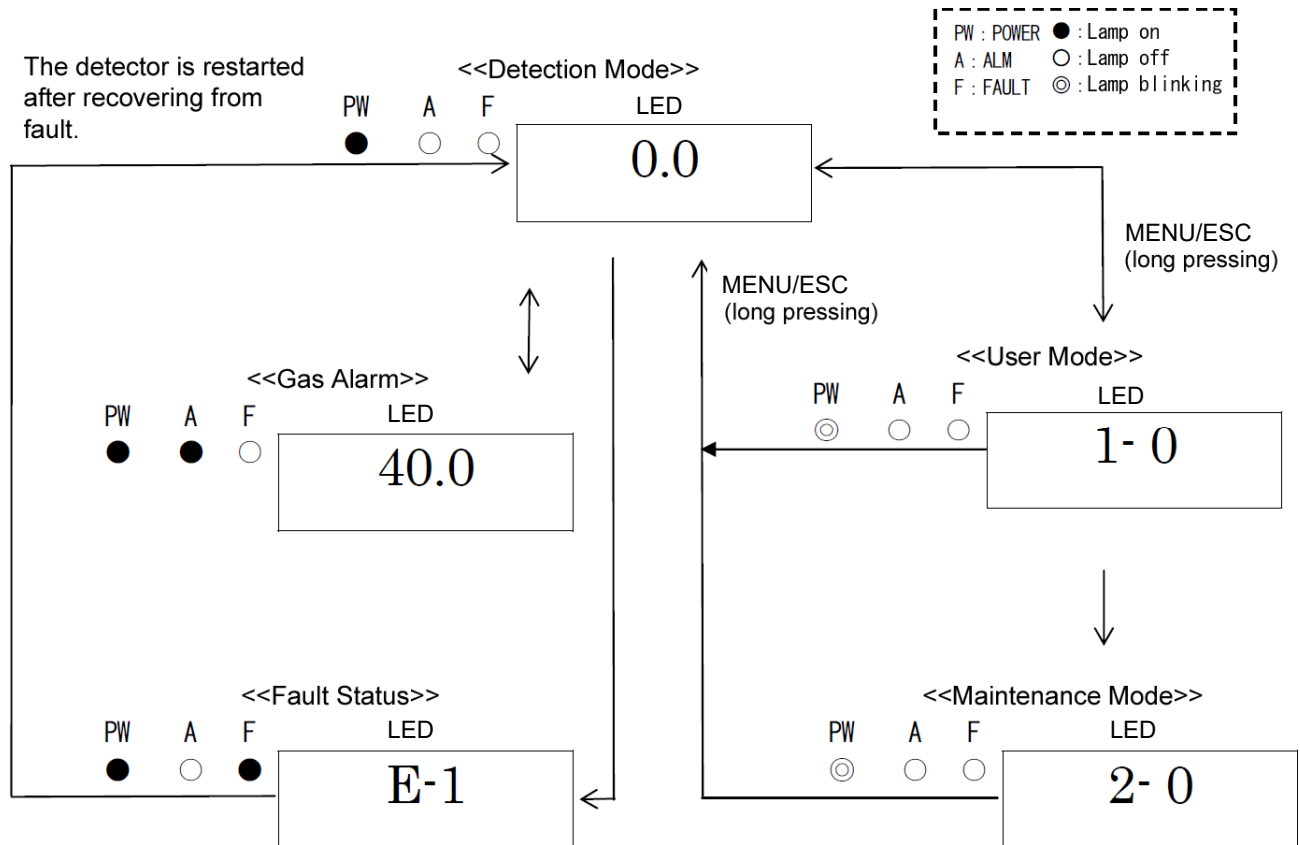 The detector is restarted
after recovering from
fault.
<<Detection Mode>>
PW A F LED
0.0
PW : POWER ● : Lamp on
A : ALM ○ : Lamp off
F : FAULT ◎ : Lamp blinking
MENU/ESC
(long pressing)
MENU/ESC
(long pressing)
<<Gas Alarm>>
PW A F LED
40.0
<<User Mode>>
PW A F LED
1- 0
<<Fault Status>>
PW A F LED
E-1
<<Maintenance Mode>>
PW A F LED
2- 0